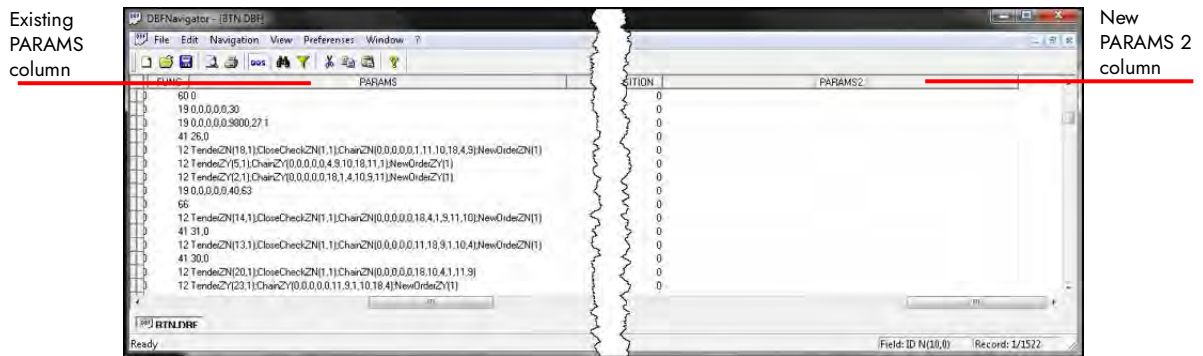 Existing
PARAMS
column
New
PARAMS 2
column
DBFNavigator - [BTN.DBF]
File Edit Navigation View Preferenses Window ?
DOS
FUNC PARAMS SITION PARAMS2
60 0 0
19 0,0,0,0,0,30 0
19 0,0,0,0,0,9800,27.1 0
41 26,0 0
12 TenderZN(18,1);CloseCheckZN(1,1);ChainZN(0,0,0,0,0,1,11,10,18,4,9);NewOrderZN(1) 0
12 TenderZY(5,1);ChainZY(0,0,0,0,0,4,9,10,18,11,1);NewOrderZY(1) 0
12 TenderZY(2,1);ChainZY(0,0,0,0,0,18,1,4,10,9,11);NewOrderZY(1) 0
19 0,0,0,0,0,40,63 0
66 0
12 TenderZN(14,1);CloseCheckZN(1,1);ChainZN(0,0,0,0,0,18,4,1,9,11,10);NewOrderZN(1) 0
41 31,0 0
12 TenderZN(13,1);CloseCheckZN(1,1);ChainZN(0,0,0,0,0,11,18,9,1,10,4);NewOrderZN(1) 0
41 30,0 0
12 TenderZN(20,1);CloseCheckZN(1,1);ChainZN(0,0,0,0,0,18,10,4,1,11,9) 0
12 TenderZY(23,1);ChainZY(0,0,0,0,0,11,9,1,10,18,4);NewOrderZY(1) 0
BTN.DBF
Ready Field: ID N(10,0) Record: 1/1522